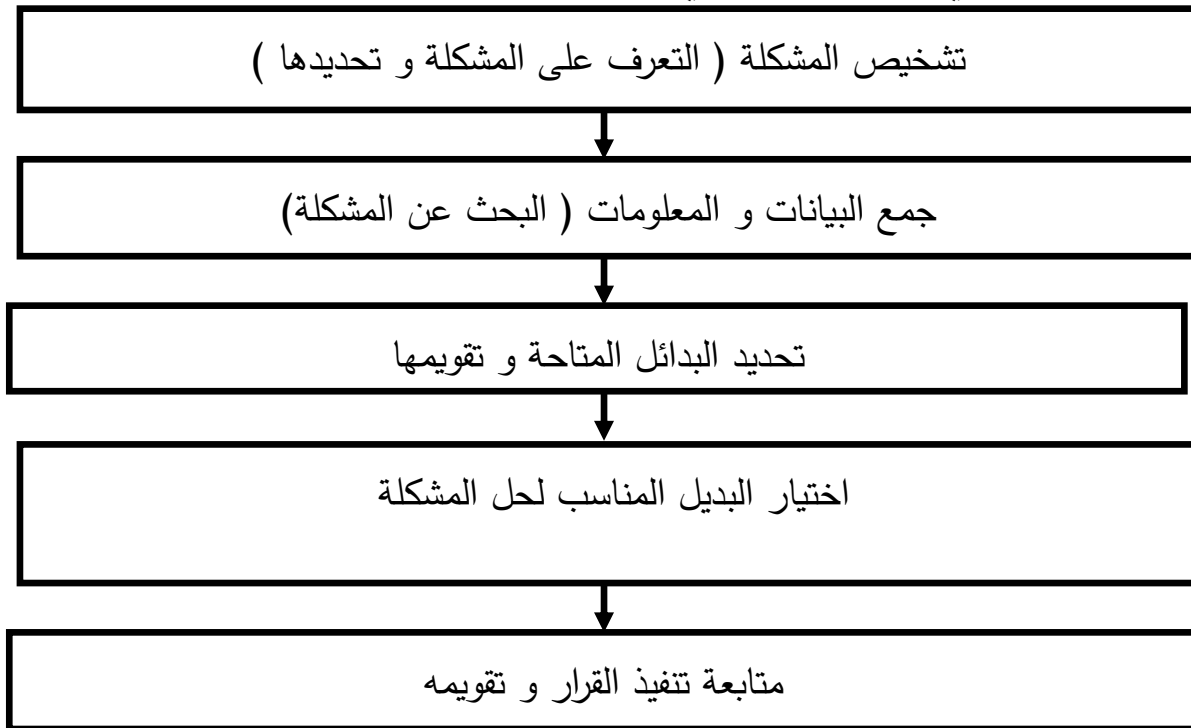 تشخيص المشكلة ( التعرف على المشكلة و تحديدها )
جمع البيانات و المعلومات ( البحث عن المشكلة)
تحديد البدائل المتاحة و تقويمها
اختيار البديل المناسب لحل المشكلة
متابعة تنفيذ القرار و تقويمه